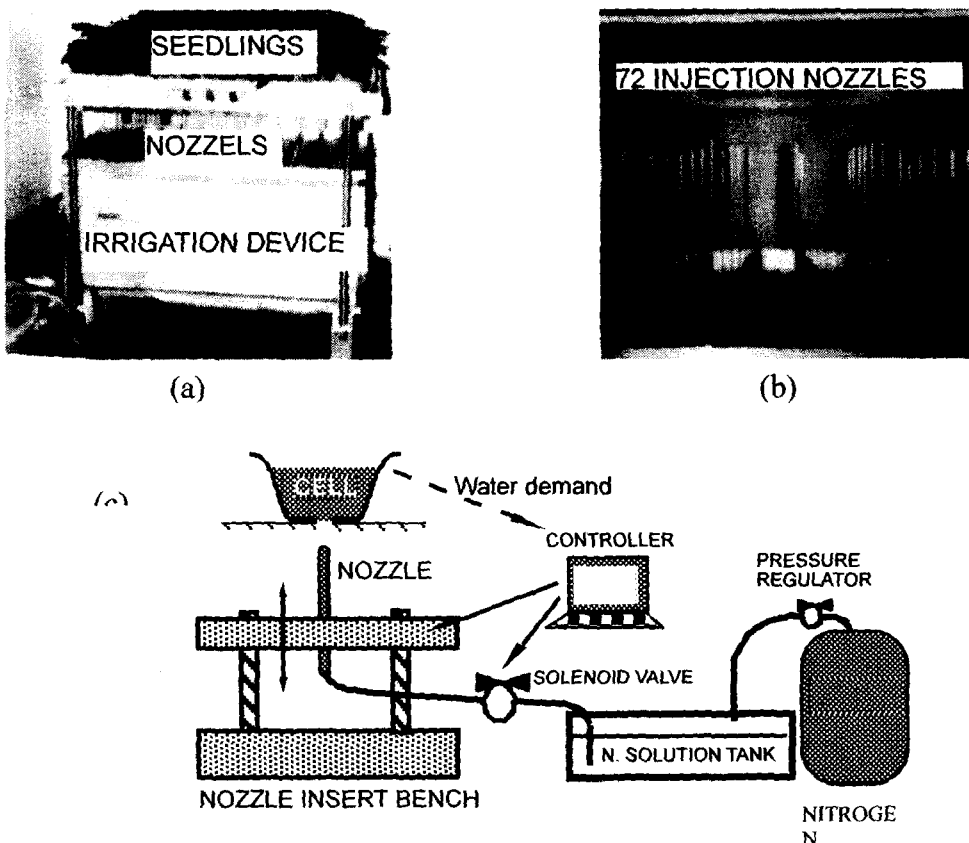 SEEDLINGS
NOZZELS
IRRIGATION DEVICE
(a)
72 INJECTION NOZZLES
(b)
CELL
(c)
Water demand
CONTROLLER
PRESSURE
REGULATOR
NOZZLE
SOLENOID VALVE
N. SOLUTION TANK
NOZZLE INSERT BENCH
NITROGE
N